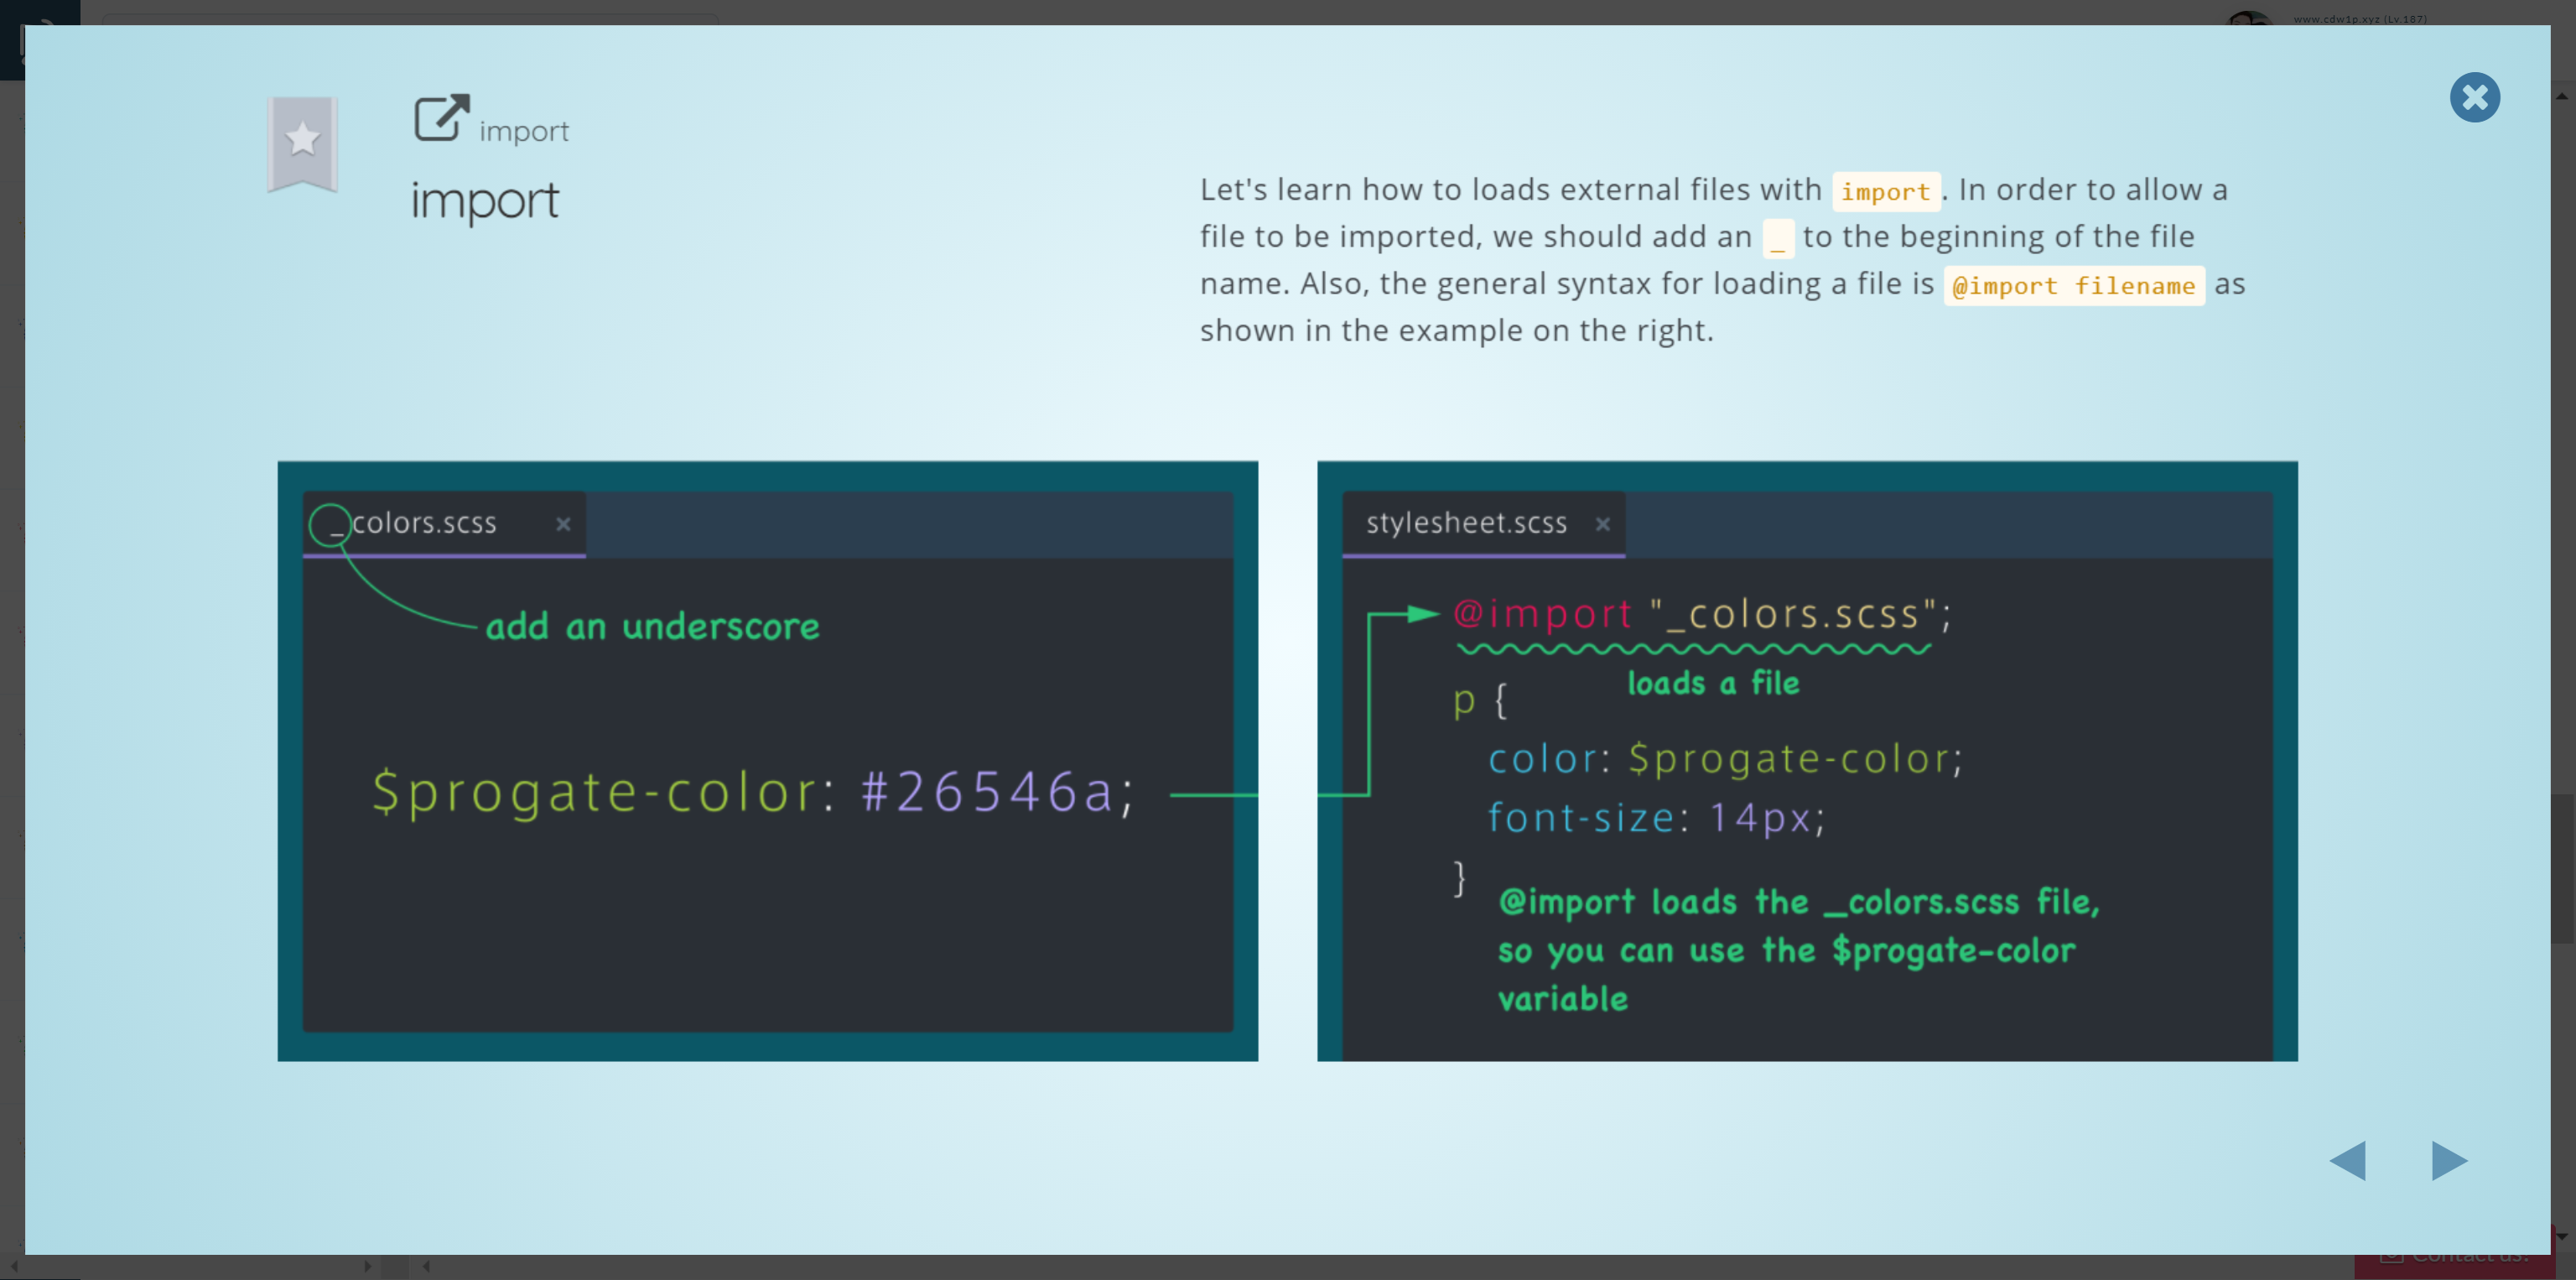 www.cdw1p.xyz (Lv.187)
import
import
Let's learn how to loads external files with import. In order to allow a
file to be imported, we should add an _ to the beginning of the file
name. Also, the general syntax for loading a file is @import filename as
shown in the example on the right.
_colors.scss ×
add an underscore
$progate-color: #26546a;
stylesheet.scss ×
@import "_colors.scss";
loads a file
p {
color: $progate-color;
font-size: 14px;
}
@import loads the _colors.scss file,
so you can use the $progate-color
variable
Contact us!